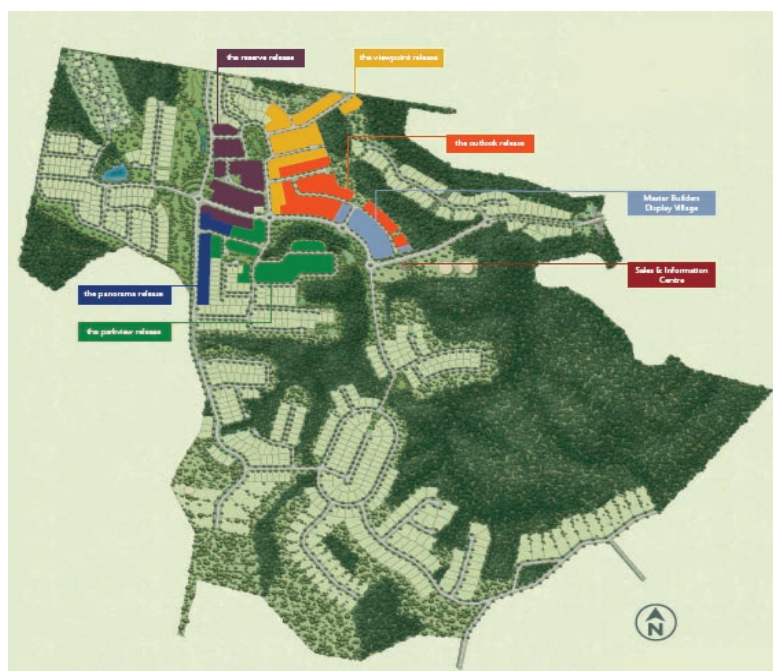 the reserve release
the viewpoint release
the outlook release
Master Builders
Display Village
Sales & Information
Centre
the panorama release
the parkview release
N